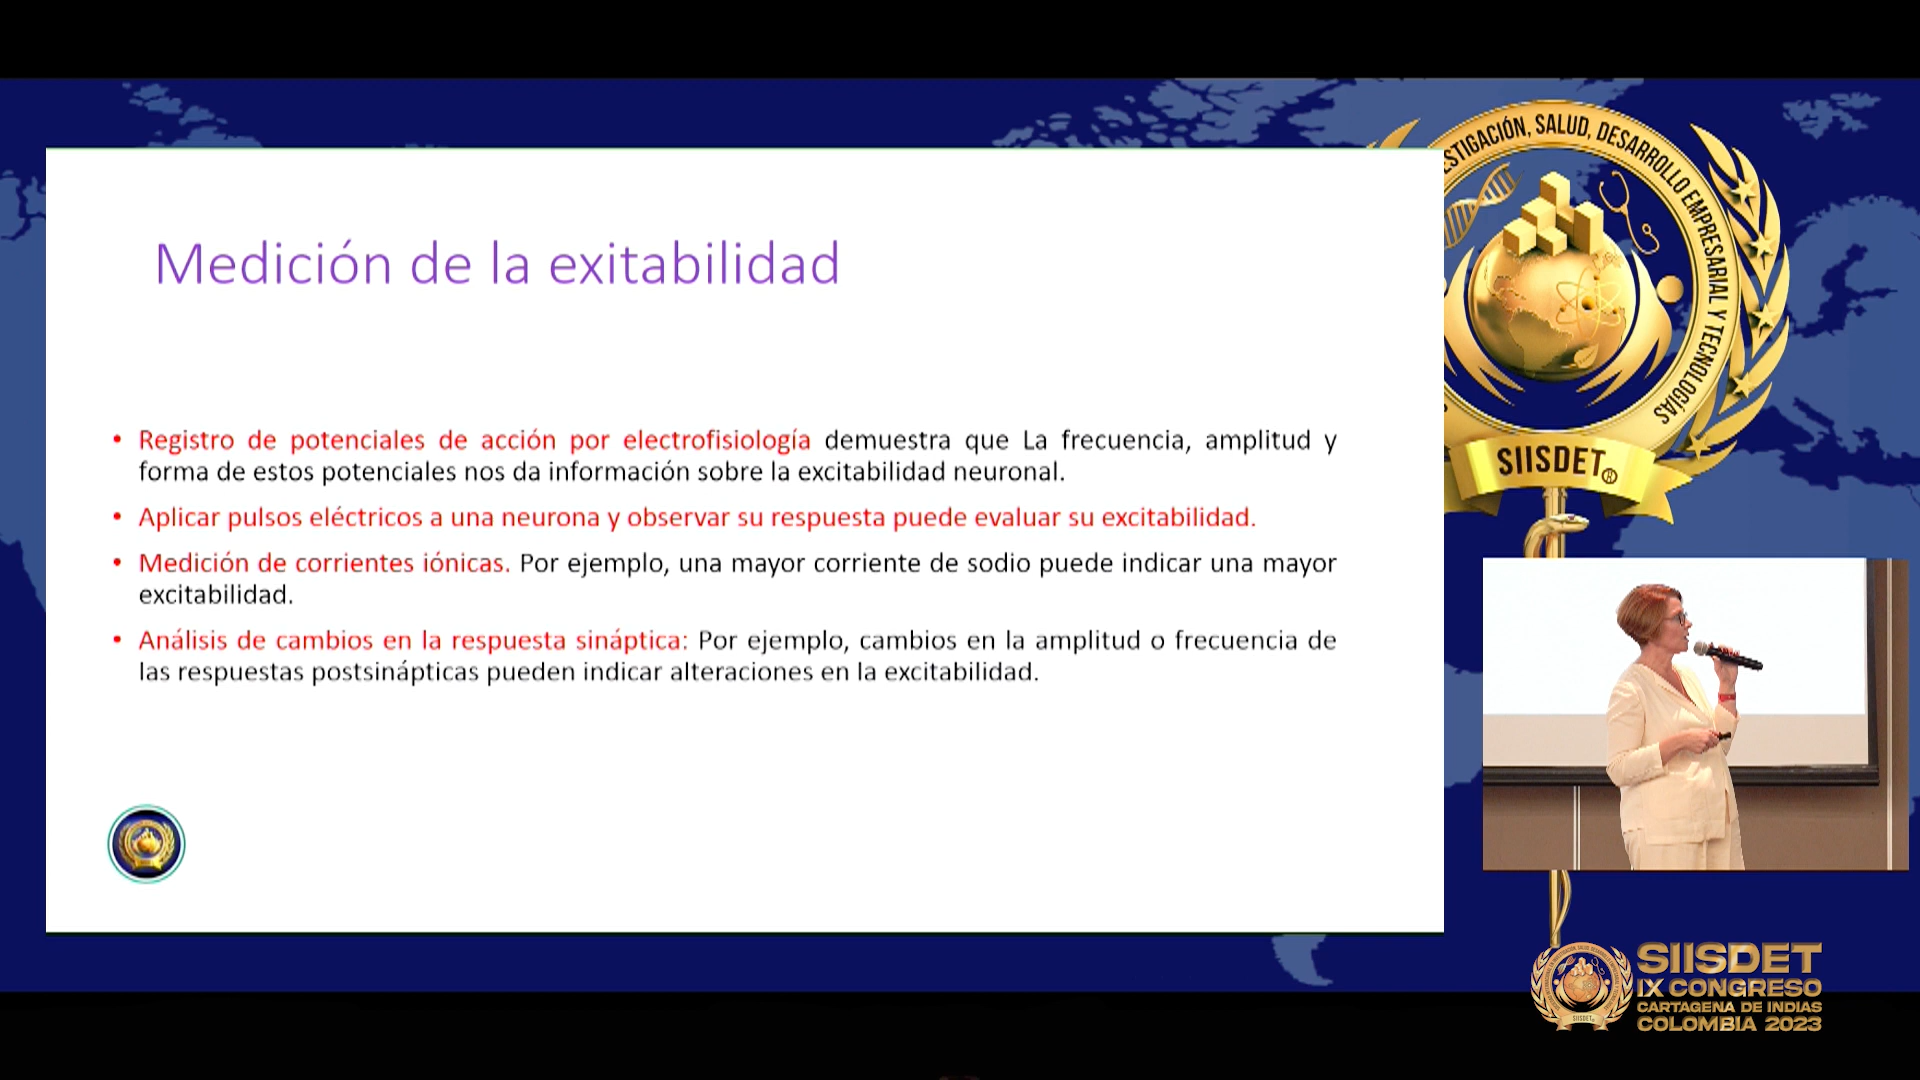 Medición de la exitabilidad
• Registro de potenciales de acción por electrofisiología demuestra que La frecuencia, amplitud y
forma de estos potenciales nos da información sobre la excitabilidad neuronal.
• Aplicar pulsos eléctricos a una neurona y observar su respuesta puede evaluar su excitabilidad.
• Medición de corrientes iónicas. Por ejemplo, una mayor corriente de sodio puede indicar una mayor
excitabilidad.
• Análisis de cambios en la respuesta sináptica: Por ejemplo, cambios en la amplitud o frecuencia de
las respuestas postsinápticas pueden indicar alteraciones en la excitabilidad.
STIGACIÓN, SALUD, DESARROLLO EMPRESARIAL Y TECNOLOGÍAS
SIISDET®
SIISDET
IX CONGRESO
CARTAGENA DE INDIAS
COLOMBIA 2023